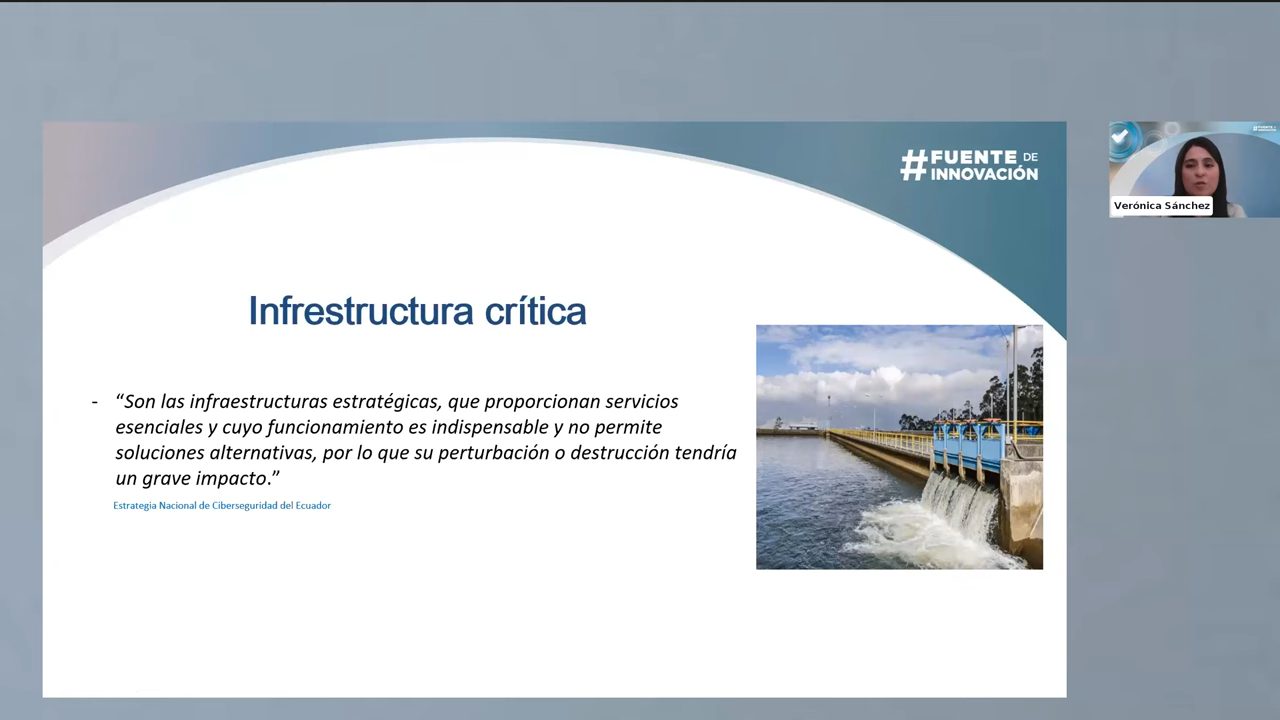 #FUENTE DE
INNOVACIÓN
Verónica Sánchez
Infrestructura crítica
- “Son las infraestructuras estratégicas, que proporcionan servicios
esenciales y cuyo funcionamiento es indispensable y no permite
soluciones alternativas, por lo que su perturbación o destrucción tendría
un grave impacto.”
Estrategia Nacional de Ciberseguridad del Ecuador